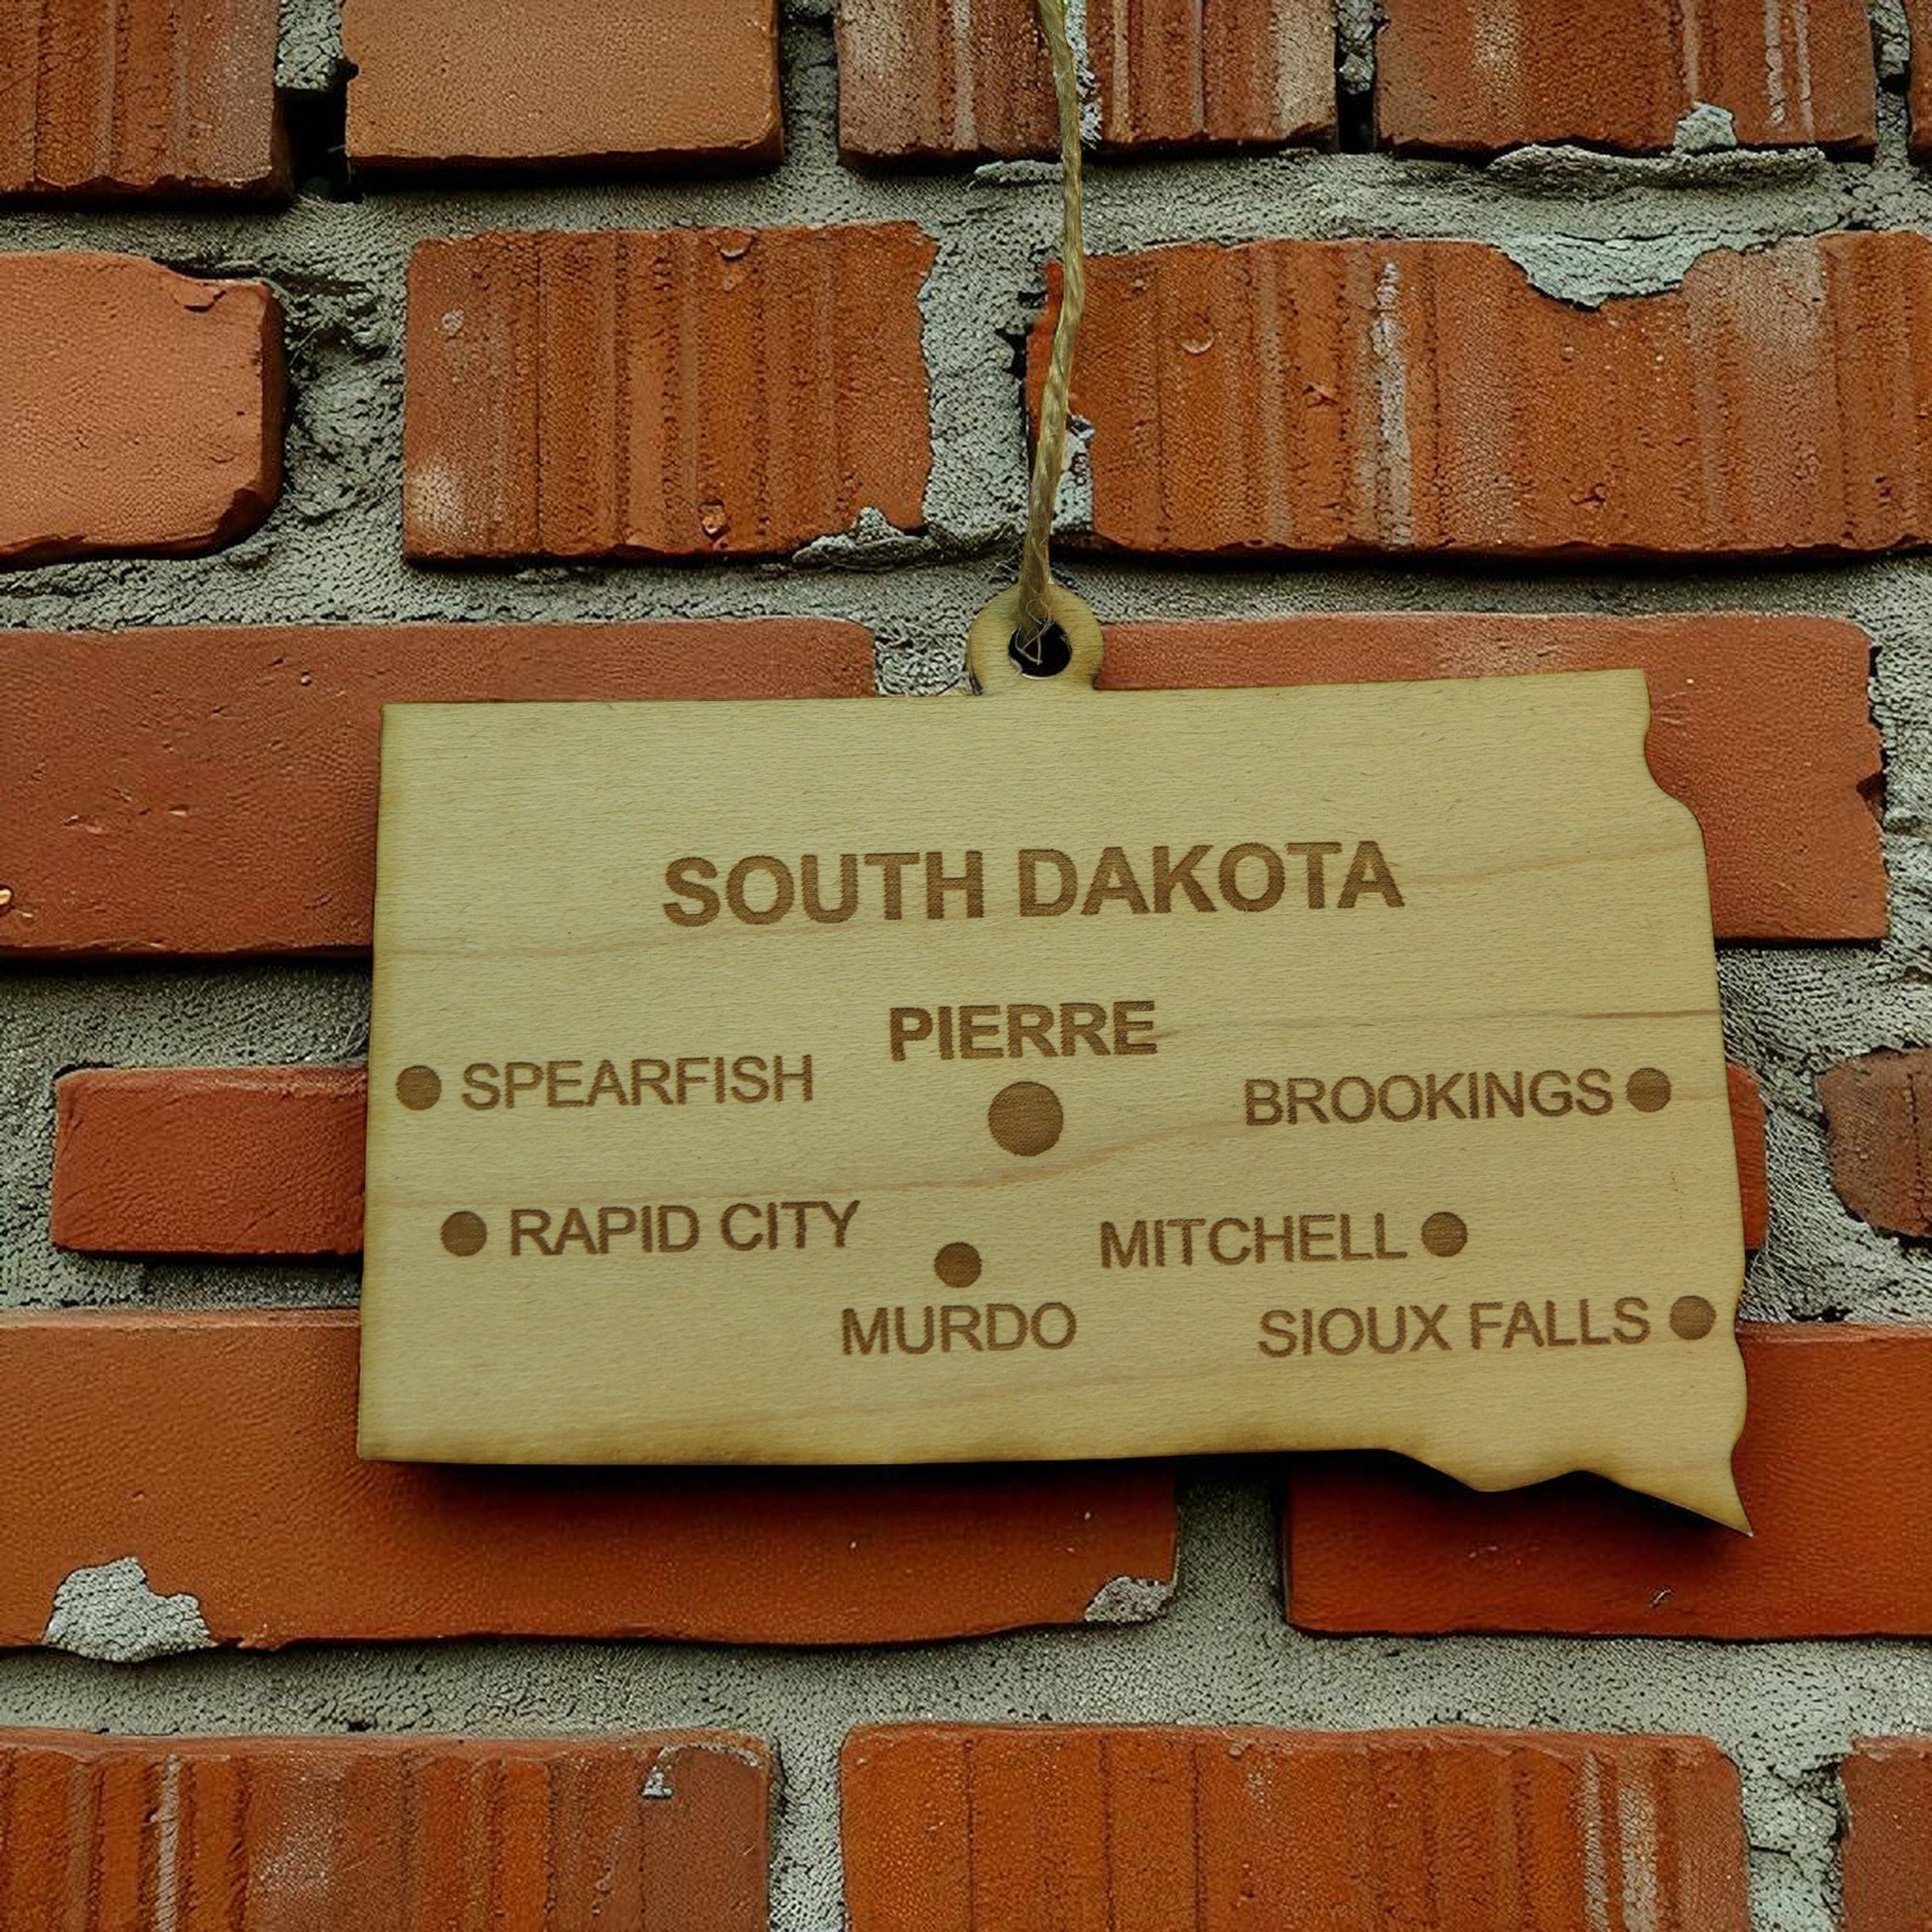 SOUTH DAKOTA
PIERRE
SPEARFISH
BROOKINGS
RAPID CITY
MITCHELL
MURDO
SIOUX FALLS